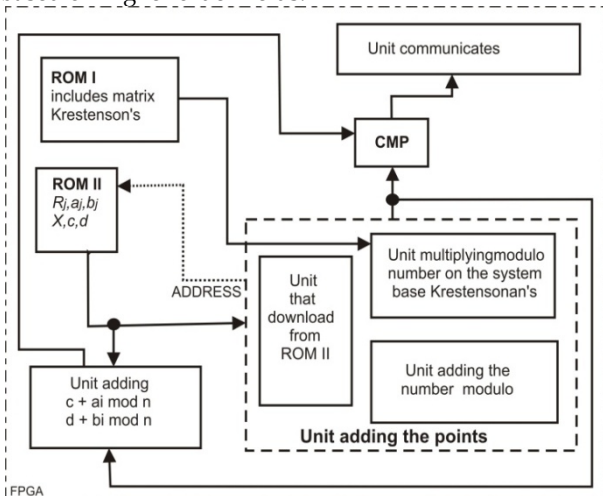 Unit communicates
ROM I
includes matrix
Krestenson's
CMP
ROM II
Rj,aj,bj
X,c,d
ADDRESS
Unit
that
download
from
ROM II
Unit multiplyingmodulo
number on the system
base Krestensonan's
Unit adding the
number modulo
Unit adding the points
Unit adding
c + ai mod n
d + bi mod n
FPGA